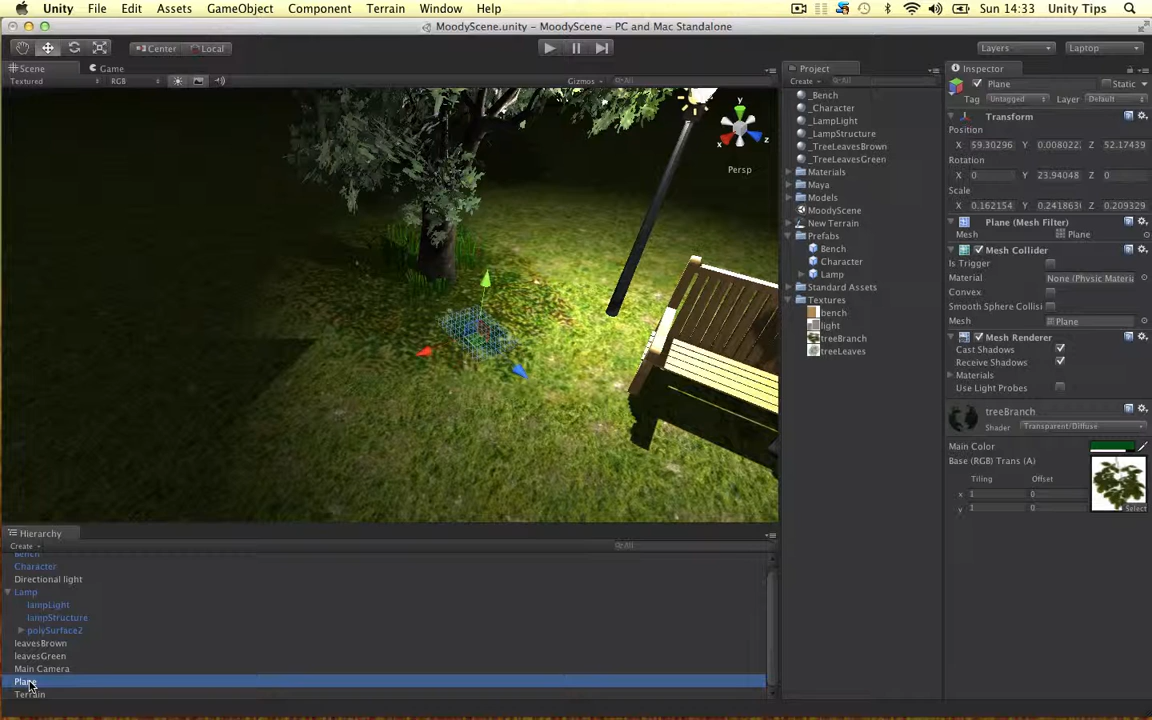 Unity File Edit Assets GameObject Component Terrain Window Help Sun 14:33 Unity Tips
MoodyScene.unity - MoodyScene - PC and Mac Standalone
Center Local Layers Laptop
Scene Game
Textured RGB Gizmos All
y
x
z
Persp
Project
Create All
_Bench
_Character
_LampLight
_LampStructure
_TreeLeavesBrown
_TreeLeavesGreen
Materials
Maya
Models
MoodyScene
New Terrain
Prefabs
Bench
Character
Lamp
Standard Assets
Textures
bench
light
treeBranch
treeLeaves
Inspector
Plane Static
Tag Untagged Layer Default
Transform
Position
X 59.30296 Y 0.008022 Z 52.17439
Rotation
X 0 Y 23.94048 Z 0
Scale
X 0.162154 Y 0.241863 Z 0.209329
Plane (Mesh Filter)
Mesh Plane
Mesh Collider
Is Trigger
Material None (Physic Materia
Convex
Smooth Sphere Collisi
Mesh Plane
Mesh Renderer
Cast Shadows
Receive Shadows
Materials
Use Light Probes
treeBranch
Shader Transparent/Diffuse
Main Color
Base (RGB) Trans (A)
Tiling Offset
x 1 0
y 1 0
Select
Hierarchy
Create All
Bench
Character
Directional light
Lamp
lampLight
lampStructure
polySurface2
leavesBrown
leavesGreen
Main Camera
Plane
Terrain